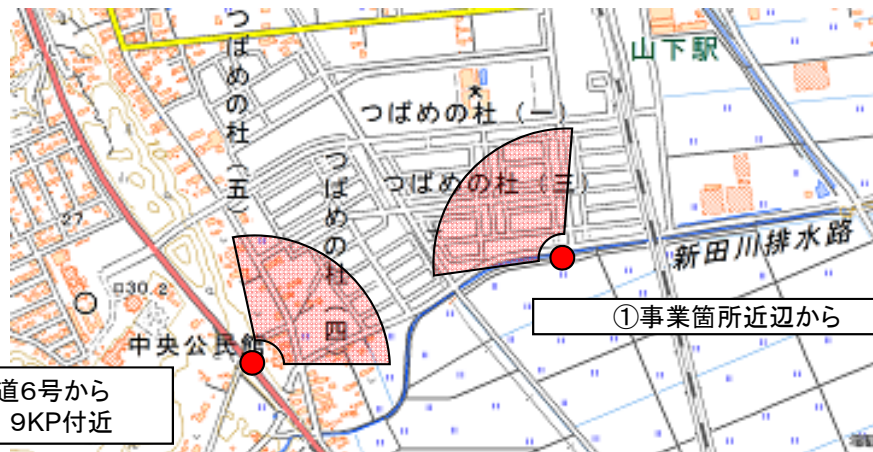 つばめの杜(五)
山下駅
つばめの杜(一)
つばめの杜(三)
つばめの杜(四)
27
30.2
新田川排水路
①事業箇所近辺から
中央公民館
道6号から
9KP付近